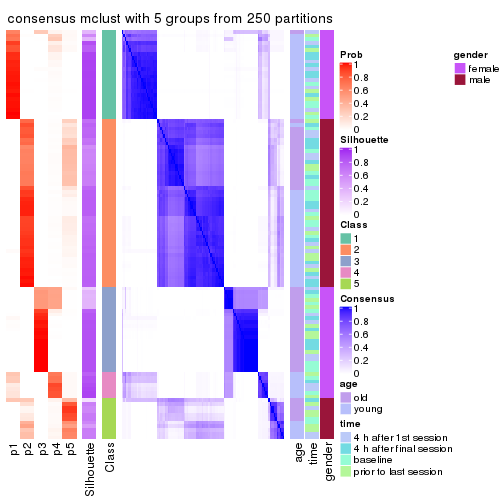 consensus mclust with 5 groups from 250 partitions
Prob
1
0.8
0.6
0.4
0.2
0
Silhouette
1
0.8
0.6
0.4
0.2
0
Class
1
2
3
4
5
Consensus
1
0.8
0.6
0.4
0.2
0
age
old
young
time
4 h after 1st session
4 h after final session
baseline
prior to last session
gender
female
male
p1
p2
p3
p4
p5
Silhouette
Class
age
time
gender